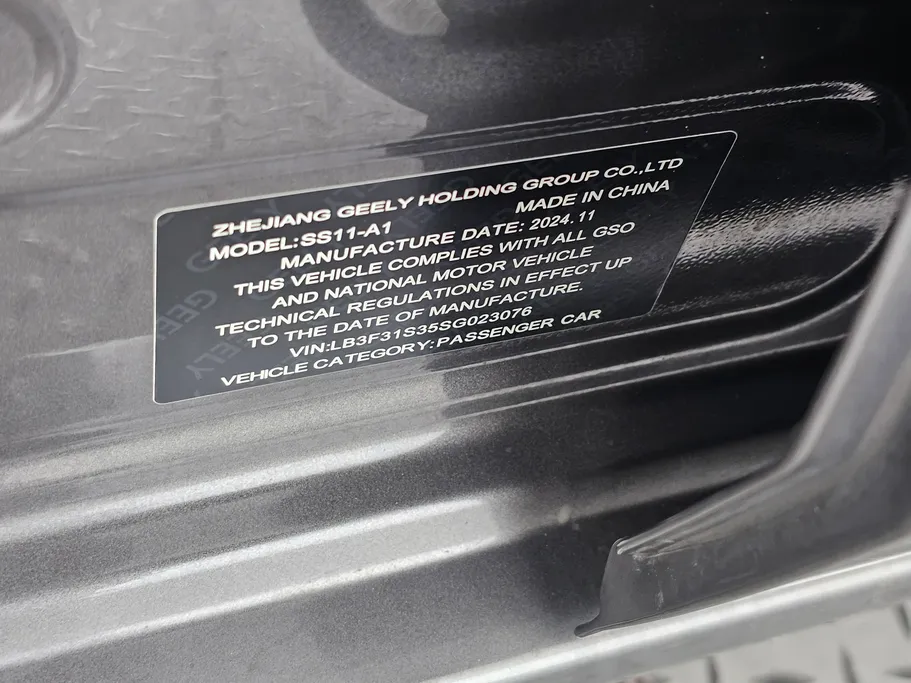 ZHEJIANG GEELY HOLDING GROUP CO.,LTD
MODEL:SS11-A1 MADE IN CHINA
MANUFACTURE DATE: 2024.11
THIS VEHICLE COMPLIES WITH ALL GSO
AND NATIONAL MOTOR VEHICLE
TECHNICAL REGULATIONS IN EFFECT UP
TO THE DATE OF MANUFACTURE.
VIN:LB3F31S35SG023076
VEHICLE CATEGORY:PASSENGER CAR
GEELY
GEELY